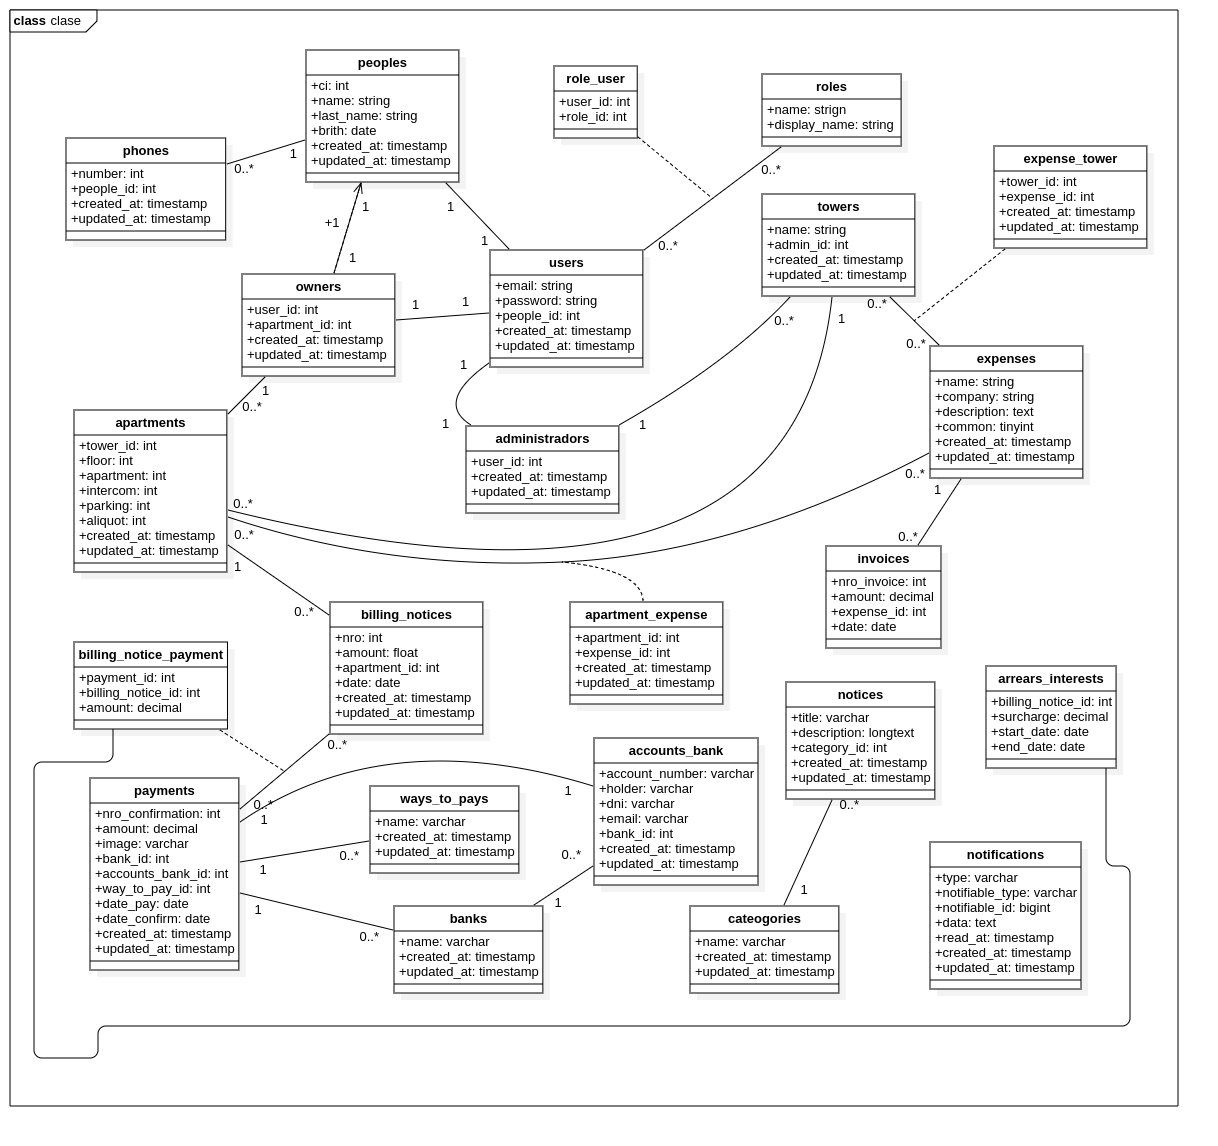 class clase
peoples
+ci: int
+name: string
+last_name: string
+brith: date
+created_at: timestamp
+updated_at: timestamp
role_user
+user_id: int
+role_id: int
roles
+name: strign
+display_name: string
phones
+number: int
+people_id: int
+created_at: timestamp
+updated_at: timestamp
1
0..*
expense_tower
+tower_id: int
+expense_id: int
+created_at: timestamp
+updated_at: timestamp
0..*
0..*
towers
+name: string
+admin_id: int
+created_at: timestamp
+updated_at: timestamp
1
+1
1
1
1
users
+email: string
+password: string
+people_id: int
+created_at: timestamp
+updated_at: timestamp
owners
+user_id: int
+apartment_id: int
+created_at: timestamp
+updated_at: timestamp
1
1
0..*
1
0..*
0..*
expenses
+name: string
+company: string
+description: text
+common: tinyint
+created_at: timestamp
+updated_at: timestamp
1
1
1
1
0..*
apartments
+tower_id: int
+floor: int
+apartment: int
+intercom: int
+parking: int
+aliquot: int
+created_at: timestamp
+updated_at: timestamp
administradors
+user_id: int
+created_at: timestamp
+updated_at: timestamp
0..*
0..*
1
0..*
1
0..*
invoices
+nro_invoice: int
+amount: decimal
+expense_id: int
+date: date
0..*
billing_notices
+nro: int
+amount: float
+apartment_id: int
+date: date
+created_at: timestamp
+updated_at: timestamp
apartment_expense
+apartment_id: int
+expense_id: int
+created_at: timestamp
+updated_at: timestamp
billing_notice_payment
+payment_id: int
+billing_notice_id: int
+amount: decimal
notices
+title: varchar
+description: longtext
+category_id: int
+created_at: timestamp
+updated_at: timestamp
arrears_interests
+billing_notice_id: int
+surcharge: decimal
+start_date: date
+end_date: date
0..*
accounts_bank
+account_number: varchar
+holder: varchar
+dni: varchar
+email: varchar
+bank_id: int
+created_at: timestamp
+updated_at: timestamp
payments
+nro_confirmation: int
+amount: decimal
+image: varchar
+bank_id: int
+accounts_bank_id: int
+way_to_pay_id: int
+date_pay: date
+date_confirm: date
+created_at: timestamp
+updated_at: timestamp
0..*
1
1
ways_to_pays
+name: varchar
+created_at: timestamp
+updated_at: timestamp
0..*
1
0..*
1
1
0..*
banks
+name: varchar
+created_at: timestamp
+updated_at: timestamp
0..*
1
cateogories
+name: varchar
+created_at: timestamp
+updated_at: timestamp
notifications
+type: varchar
+notifiable_type: varchar
+notifiable_id: bigint
+data: text
+read_at: timestamp
+created_at: timestamp
+updated_at: timestamp